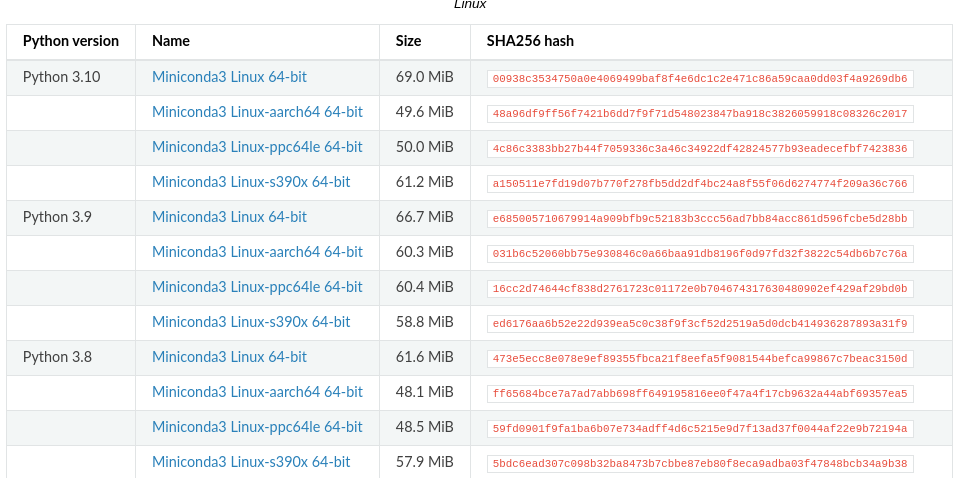 Linux
Python version Name Size SHA256 hash
Python 3.10 Miniconda3 Linux 64-bit 69.0 MiB 00938c3534750a0e4069499baf8f4e6dc1c2e471c86a59caa0dd03f4a9269db6
Miniconda3 Linux-aarch64 64-bit 49.6 MiB 48a96df9ff56f7421b6dd7f9f71d548023847ba918c3826059918c08326c2017
Miniconda3 Linux-ppc64le 64-bit 50.0 MiB 4c86c3383bb27b44f7059336c3a46c34922df42824577b93eadecefbf7423836
Miniconda3 Linux-s390x 64-bit 61.2 MiB a150511e7fd19d07b770f278fb5dd2df4bc24a8f55f06d6274774f209a36c766
Python 3.9 Miniconda3 Linux 64-bit 66.7 MiB e685005710679914a909bfb9c52183b3ccc56ad7bb84acc861d596fcbe5d28bb
Miniconda3 Linux-aarch64 64-bit 60.3 MiB 031b6c52060bb75e930846c0a66baa91db8196f0d97fd32f3822c54db6b7c76a
Miniconda3 Linux-ppc64le 64-bit 60.4 MiB 16cc2d74644cf838d2761723c01172e0b704674317630480902ef429af29bd0b
Miniconda3 Linux-s390x 64-bit 58.8 MiB ed6176aa6b52e22d939ea5c0c38f9f3cf52d2519a5d0dcb414936287893a31f9
Python 3.8 Miniconda3 Linux 64-bit 61.6 MiB 473e5ecc8e078e9ef89355fbca21f8eefa5f9081544befca99867c7beac3150d
Miniconda3 Linux-aarch64 64-bit 48.1 MiB ff65684bce7a7ad7abb698ff649195816ee0f47a4f17cb9632a44abf69357ea5
Miniconda3 Linux-ppc64le 64-bit 48.5 MiB 59fd0901f9fa1ba6b07e734adff4d6c5215e9d7f13ad37f0044af22e9b72194a
Miniconda3 Linux-s390x 64-bit 57.9 MiB 5bdc6ead307c098b32ba8473b7cbbe87eb80f8eca9adba03f47848bcb34a9b38